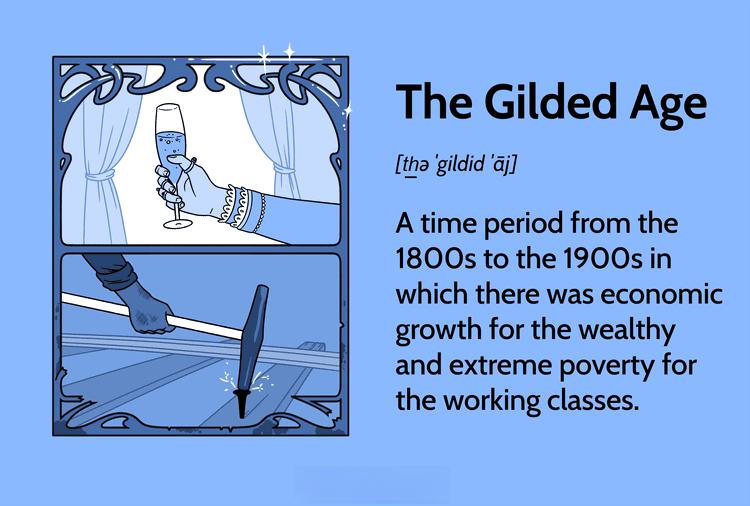 The Gilded Age
[t͟hə ˈgildid ˈāj]
A time period from the
1800s to the 1900s in
which there was economic
growth for the wealthy
and extreme poverty for
the working classes.